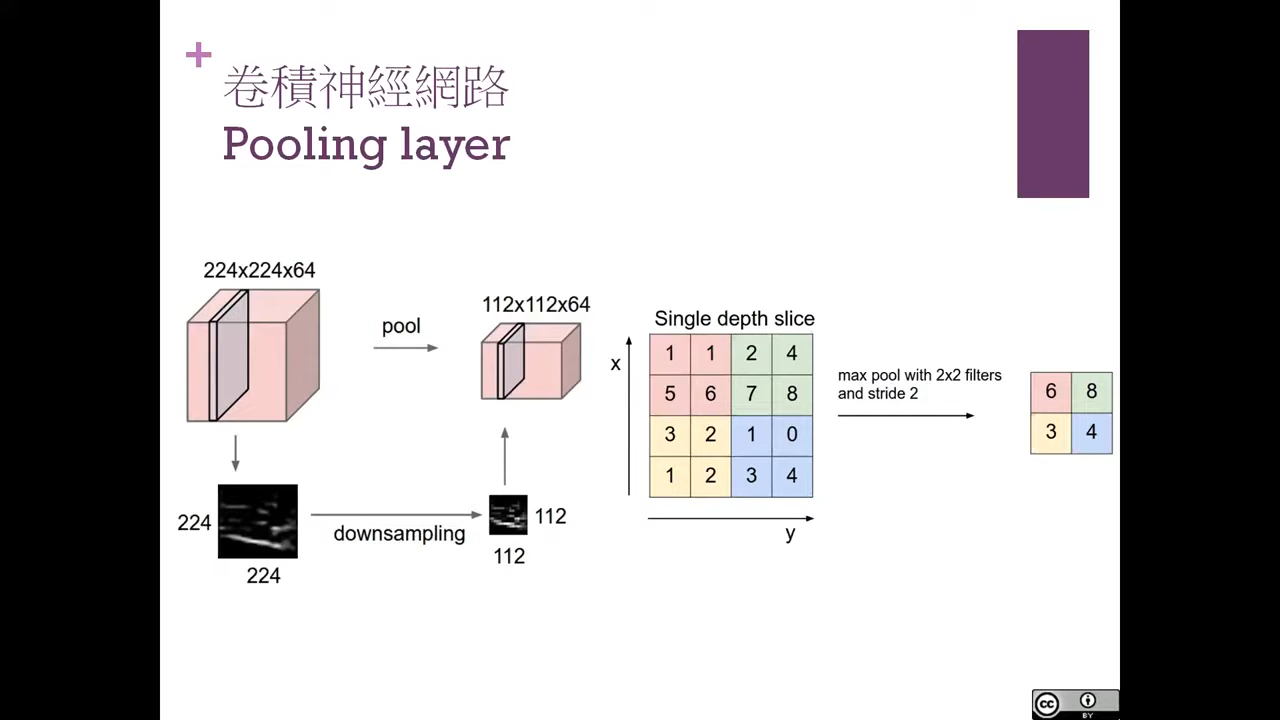 +
卷積神經網路
Pooling layer
224x224x64
pool
112x112x64
224
224
downsampling
112
112
Single depth slice
x
1 1 2 4
5 6 7 8
3 2 1 0
1 2 3 4
y
max pool with 2x2 filters
and stride 2
6 8
3 4
cc
BY